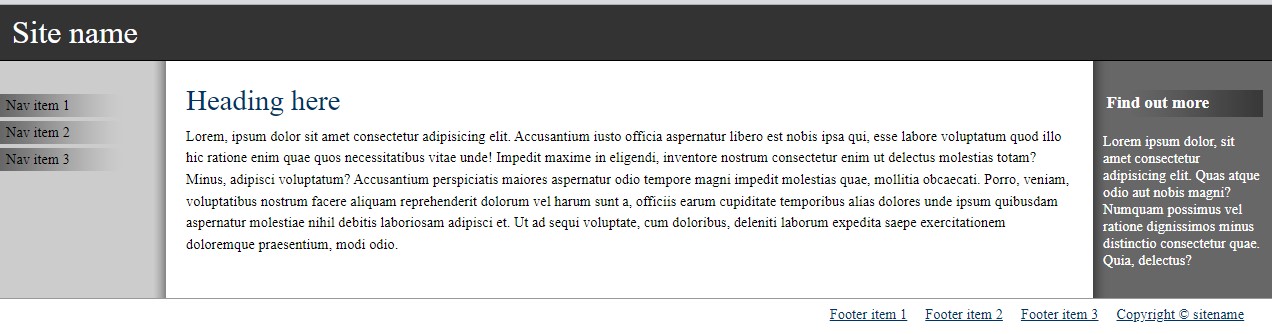 Site name
Nav item 1
Nav item 2
Nav item 3
Heading here
Lorem, ipsum dolor sit amet consectetur adipisicing elit. Accusantium iusto officia aspernatur libero est nobis ipsa qui, esse labore voluptatum quod illo
hic ratione enim quae quos necessitatibus vitae unde! Impedit maxime in eligendi, inventore nostrum consectetur enim ut delectus molestias totam?
Minus, adipisci voluptatum? Accusantium perspiciatis maiores aspernatur odio tempore magni impedit molestias quae, mollitia obcaecati. Porro, veniam,
voluptatibus nostrum facere aliquam reprehenderit dolorum vel harum sunt a, officiis earum cupiditate temporibus alias dolores unde ipsum quibusdam
aspernatur molestiae nihil debitis laboriosam adipisci et. Ut ad sequi voluptate, cum doloribus, deleniti laborum expedita saepe exercitationem
doloremque praesentium, modi odio.
Find out more
Lorem ipsum dolor, sit
amet consectetur
adipisicing elit. Quas atque
odio aut nobis magni?
Numquam possimus vel
ratione dignissimos minus
distinctio consectetur quae.
Quia, delectus?
Footer item 1 Footer item 2 Footer item 3 Copyright © sitename